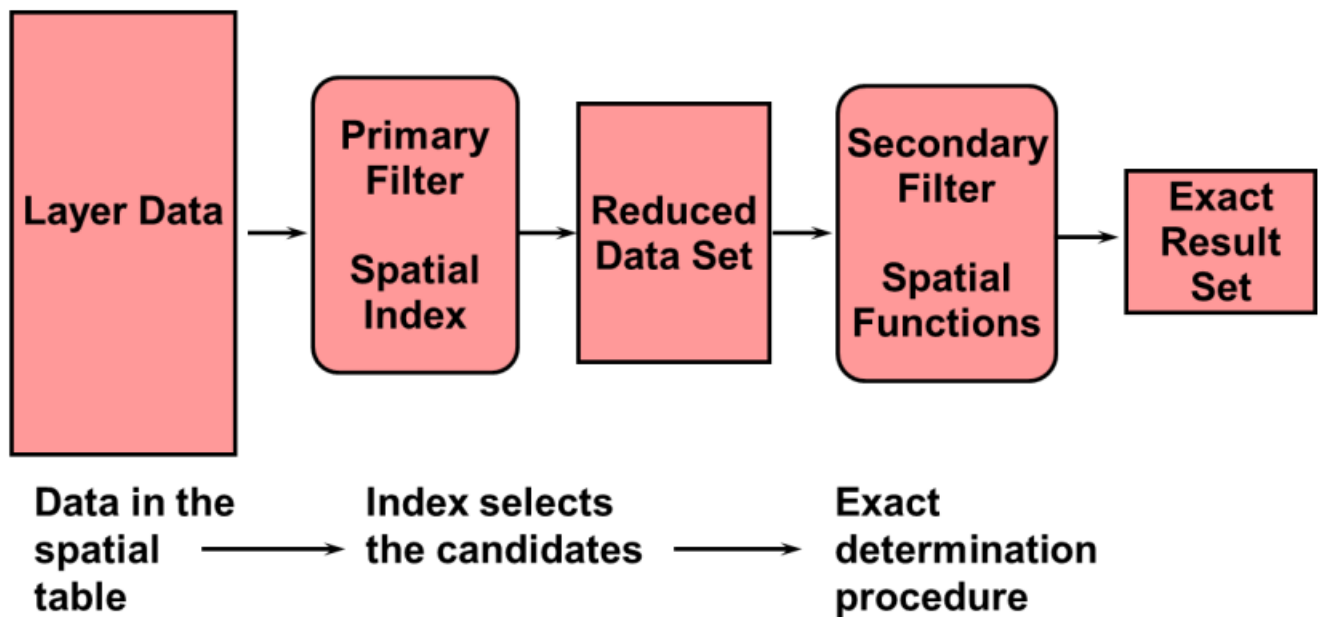 Layer Data
Primary
Filter
Spatial
Index
Reduced
Data Set
Secondary
Filter
Spatial
Functions
Exact
Result
Set
Data in the
spatial
table
Index selects
the candidates
Exact
determination
procedure